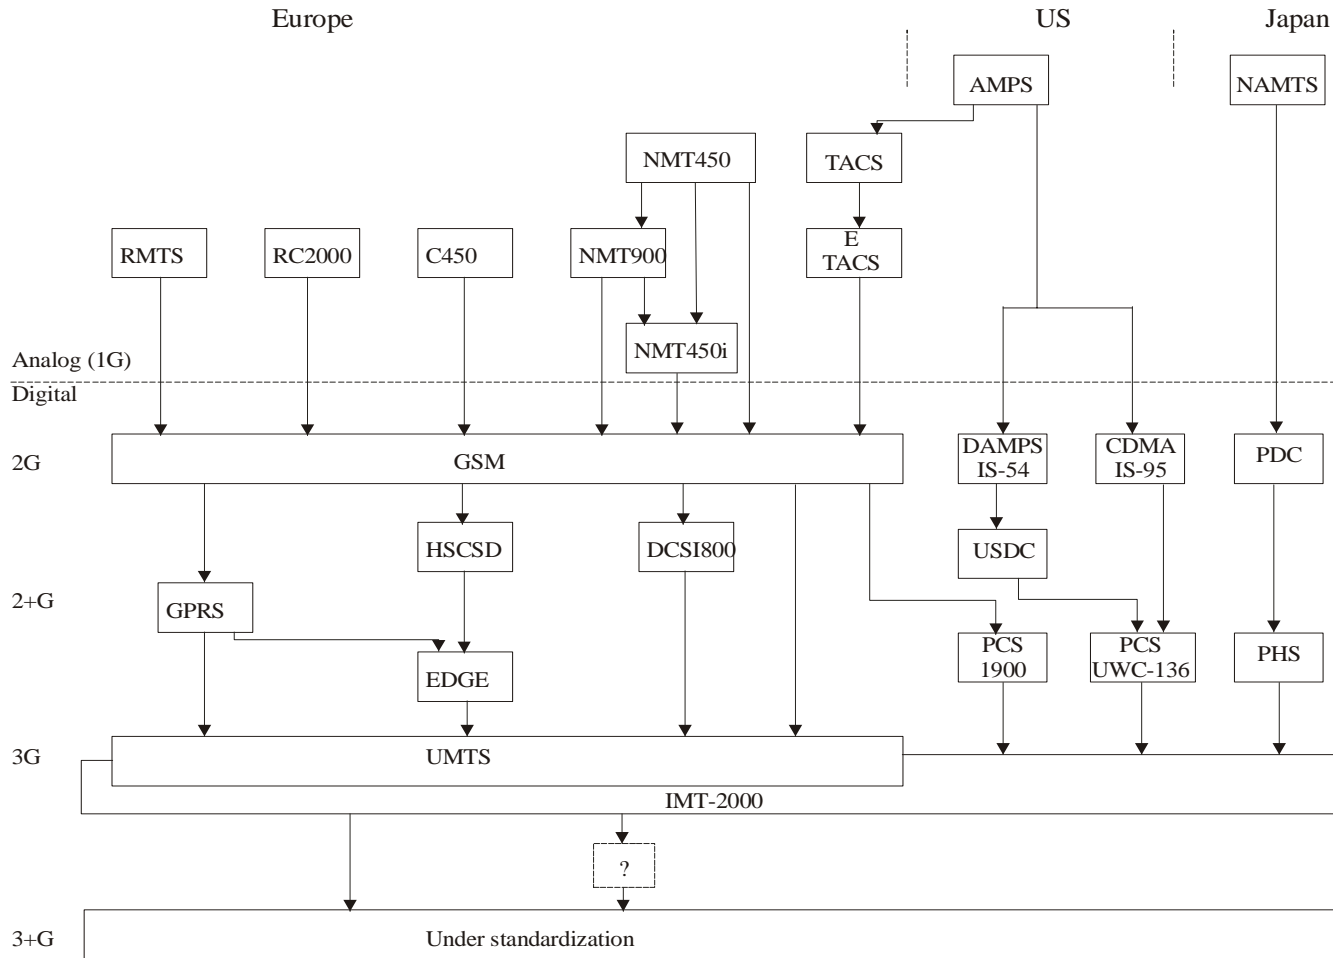 Europe
US
Japan
AMPS
NAMTS
NMT450
TACS
RMTS
RC2000
C450
NMT900
E
TACS
NMT450i
Analog (1G)
Digital
2G
GSM
DAMPS
IS-54
CDMA
IS-95
PDC
HSCSD
DCSI800
USDC
2+G
GPRS
EDGE
PCS
1900
PCS
UWC-136
PHS
3G
UMTS
IMT-2000
?
3+G
Under standardization